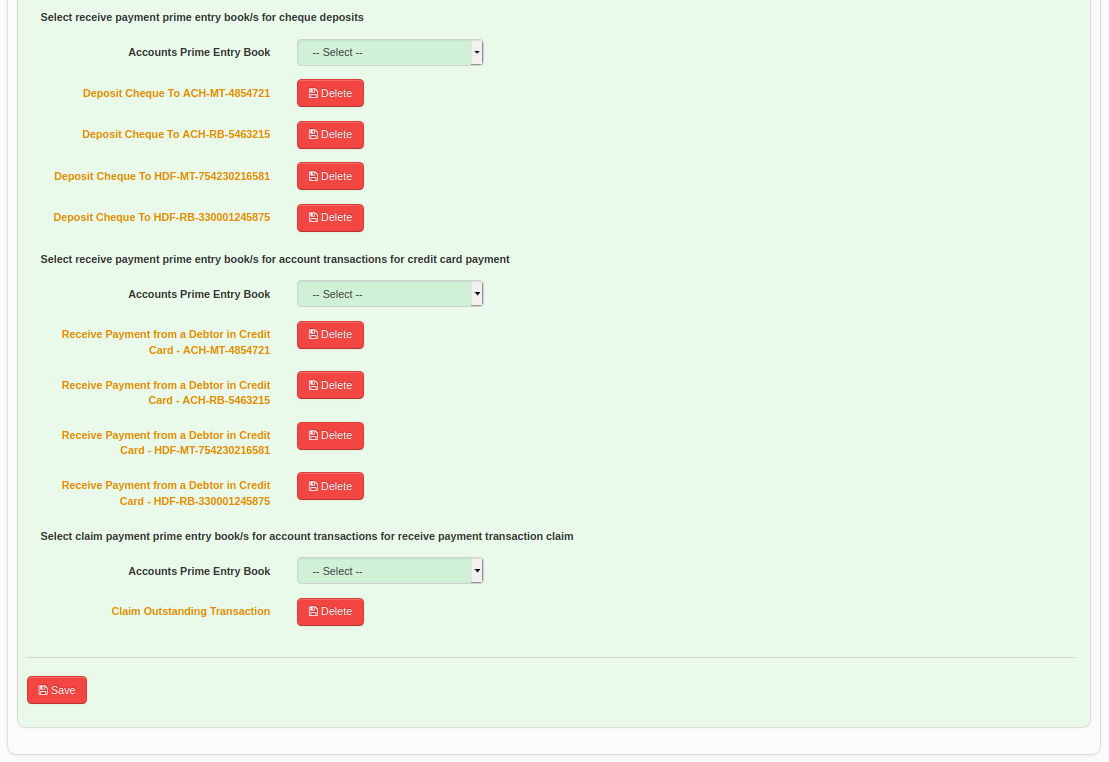 Select receive payment prime entry book/s for cheque deposits
Accounts Prime Entry Book
-- Select --
Deposit Cheque To ACH-MT-4854721
Delete
Deposit Cheque To ACH-RB-5463215
Delete
Deposit Cheque To HDF-MT-754230216581
Delete
Deposit Cheque To HDF-RB-330001245875
Delete
Select receive payment prime entry book/s for account transactions for credit card payment
Accounts Prime Entry Book
-- Select --
Receive Payment from a Debtor in Credit
Card - ACH-MT-4854721
Delete
Receive Payment from a Debtor in Credit
Card - ACH-RB-5463215
Delete
Receive Payment from a Debtor in Credit
Card - HDF-MT-754230216581
Delete
Receive Payment from a Debtor in Credit
Card - HDF-RB-330001245875
Delete
Select claim payment prime entry book/s for account transactions for receive payment transaction claim
Accounts Prime Entry Book
-- Select --
Claim Outstanding Transaction
Delete
Save